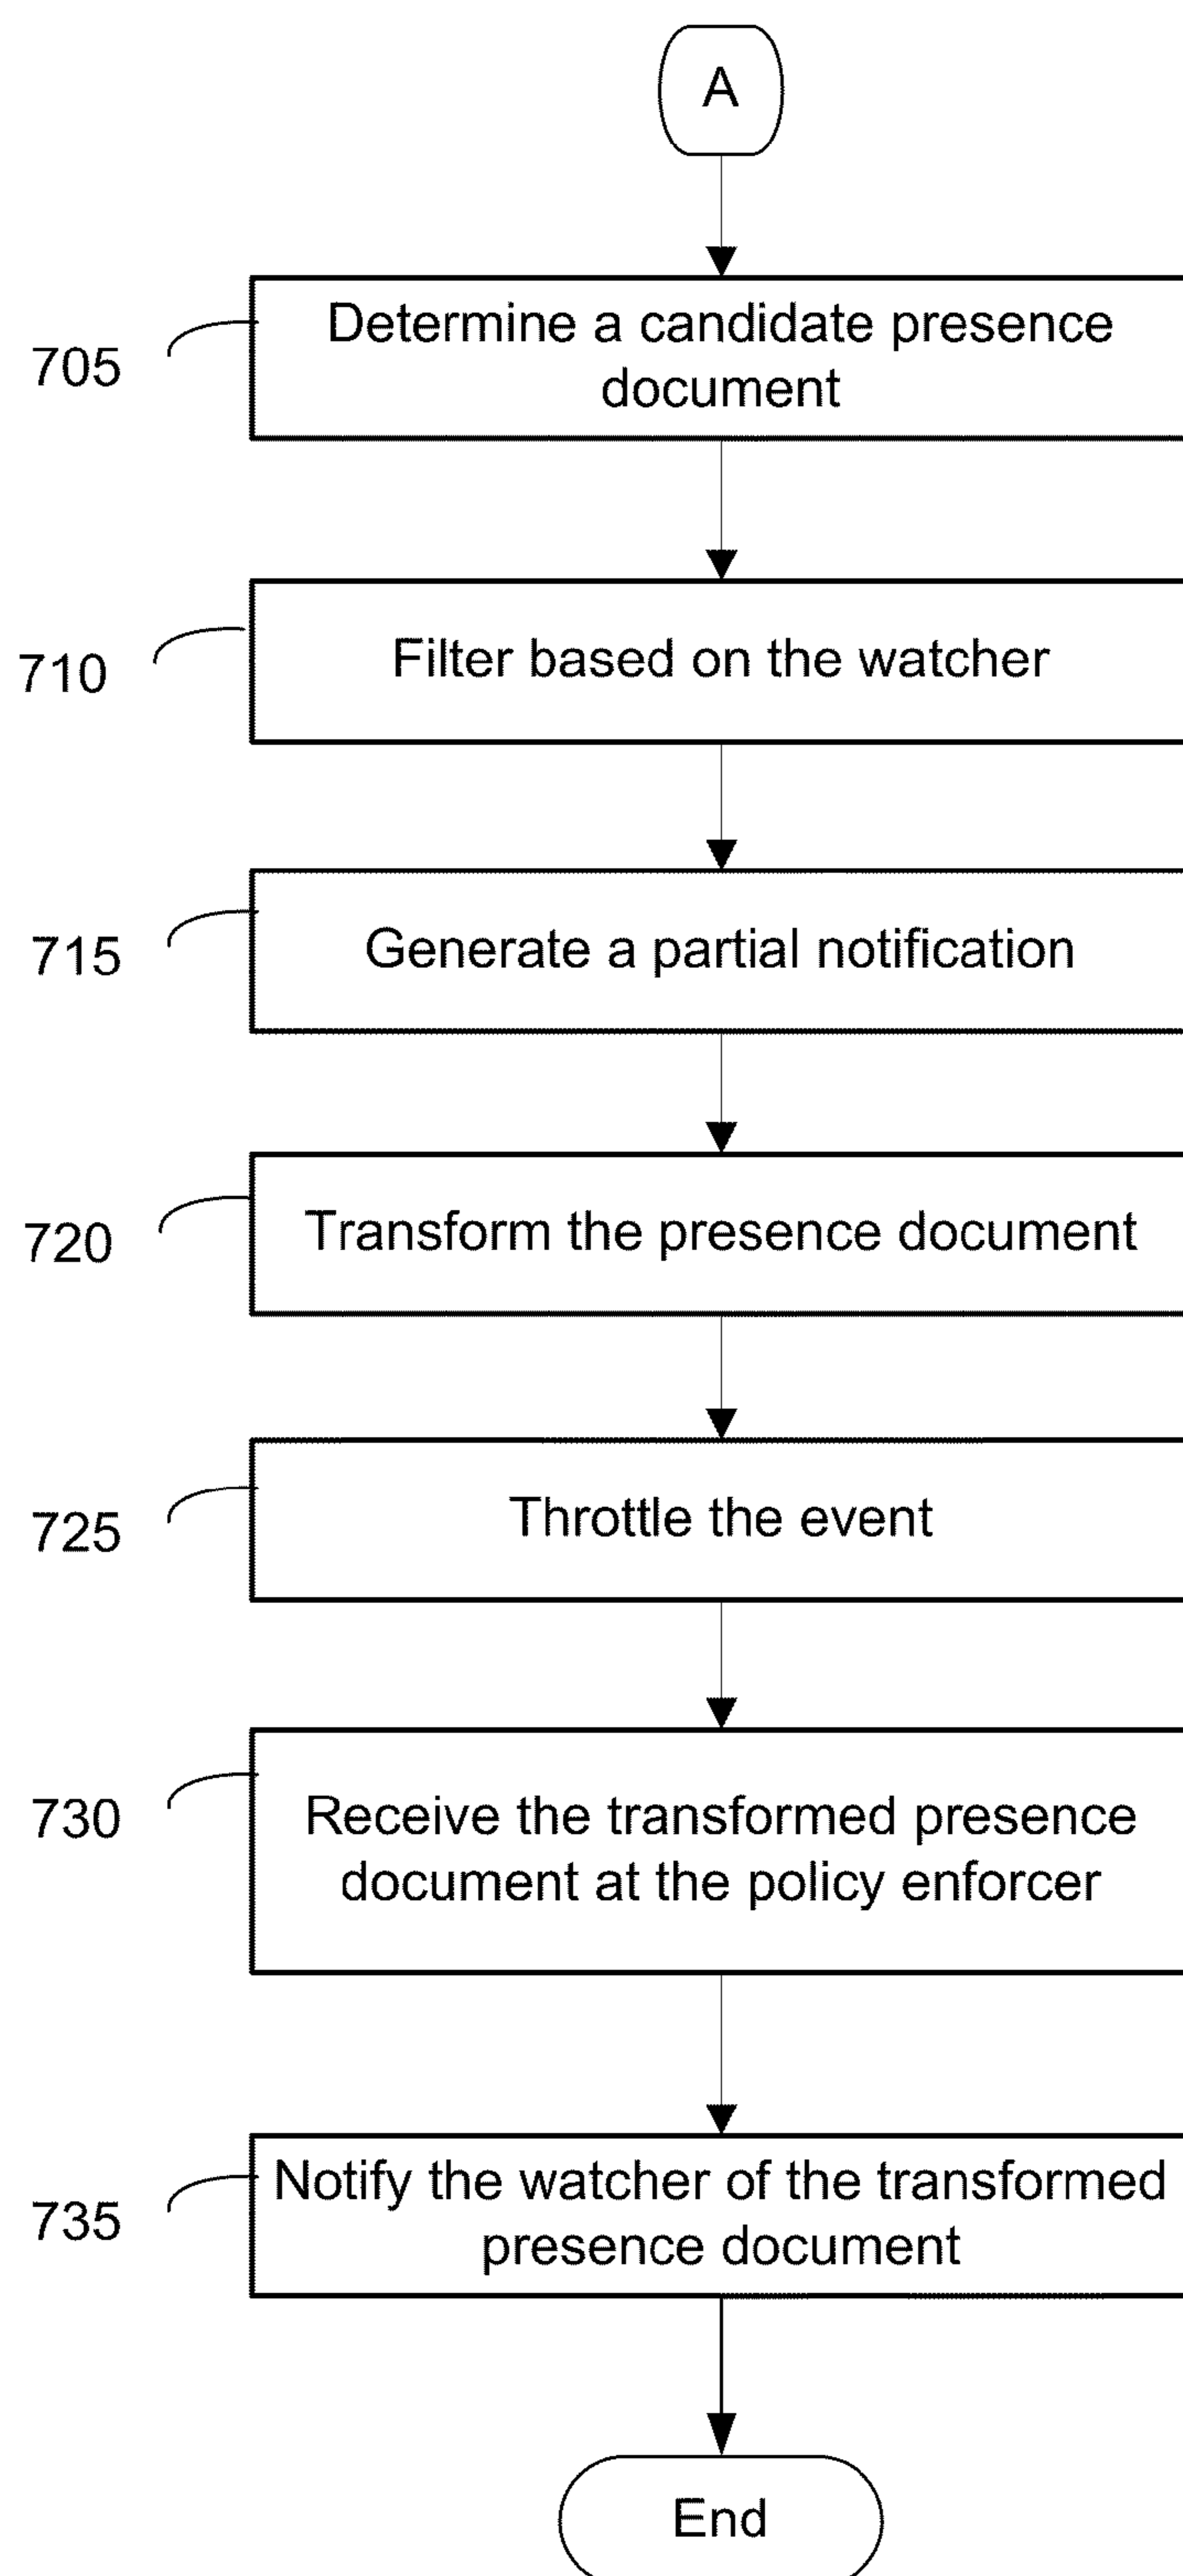 A
705
Determine a candidate presence
document
710
Filter based on the watcher
715
Generate a partial notification
720
Transform the presence document
725
Throttle the event
730
Receive the transformed presence
document at the policy enforcer
735
Notify the watcher of the transformed
presence document
End